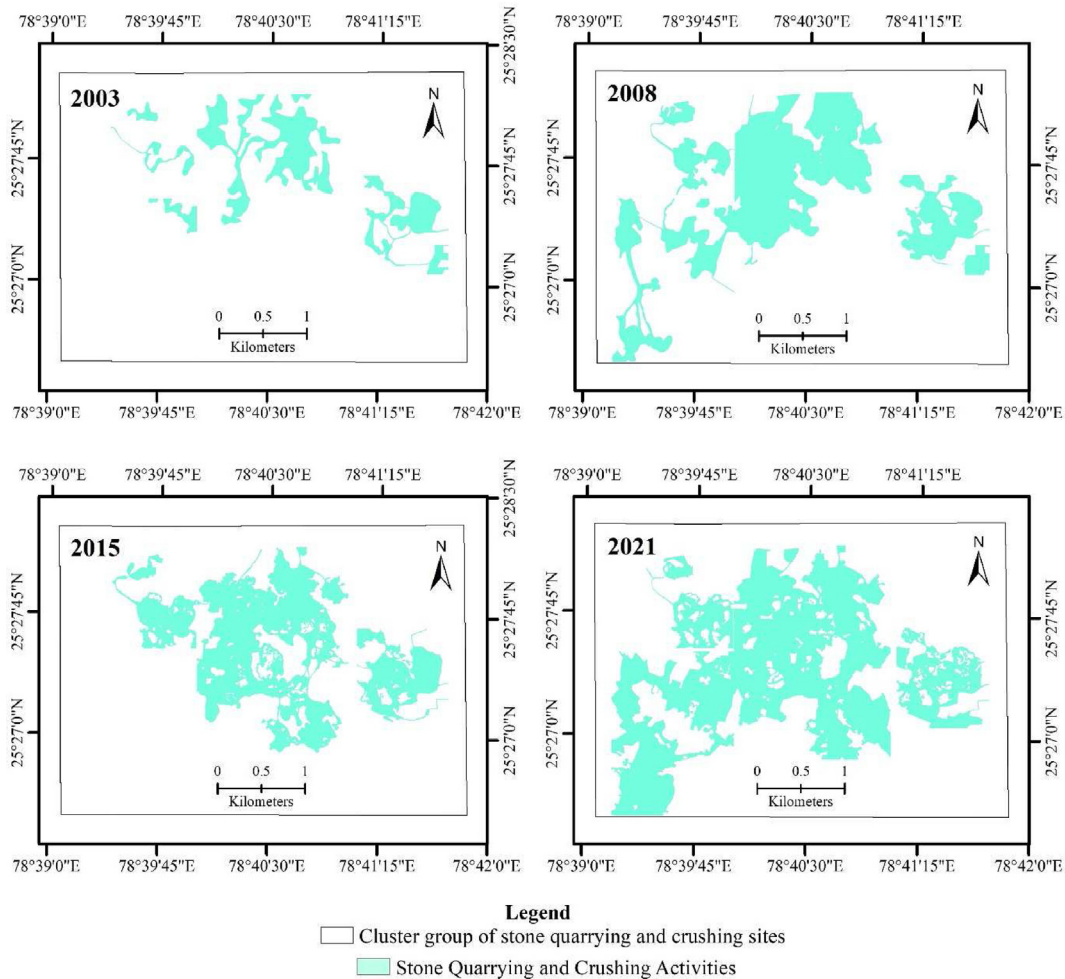 78°39'0"E 78°39'45"E 78°40'30"E 78°41'15"E
78°39'0"E 78°39'45"E 78°40'30"E 78°41'15"E
25°28'30"N
2003
N
2008
N
25°27'45"N
25°27'45"N
25°27'45"N
25°27'45"N
25°27'0"N
25°27'0"N
25°27'0"N
25°27'0"N
0 0.5 1
Kilometers
0 0.5 1
Kilometers
78°39'0"E 78°39'45"E 78°40'30"E 78°41'15"E 78°42'0"E
78°39'0"E 78°39'45"E 78°40'30"E 78°41'15"E 78°42'0"E
78°39'0"E 78°39'45"E 78°40'30"E 78°41'15"E
78°39'0"E 78°39'45"E 78°40'30"E 78°41'15"E
25°28'30"N
2015
N
2021
N
25°27'45"N
25°27'45"N
25°27'45"N
25°27'45"N
25°27'0"N
25°27'0"N
25°27'0"N
25°27'0"N
0 0.5 1
Kilometers
0 0.5 1
Kilometers
78°39'0"E 78°39'45"E 78°40'30"E 78°41'15"E 78°42'0"E
78°39'0"E 78°39'45"E 78°40'30"E 78°41'15"E 78°42'0"E
Legend
Cluster group of stone quarrying and crushing sites
Stone Quarrying and Crushing Activities